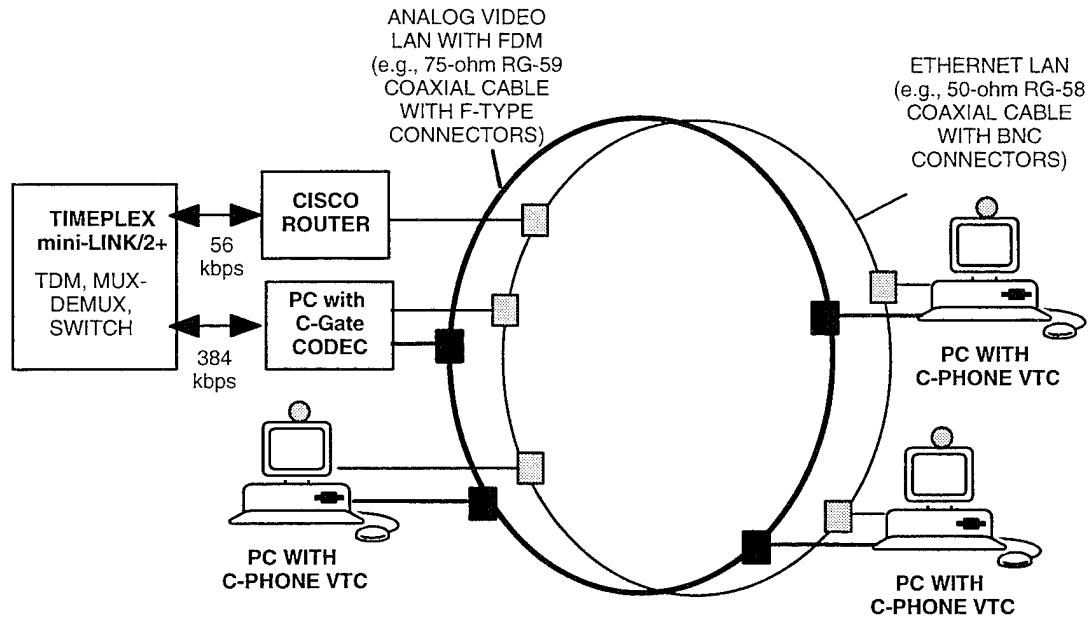 ANALOG VIDEO
LAN WITH FDM
(e.g., 75-ohm RG-59
COAXIAL CABLE
WITH F-TYPE
CONNECTORS)
ETHERNET LAN
(e.g., 50-ohm RG-58
COAXIAL CABLE
WITH BNC
CONNECTORS)
TIMEPLEX
mini-LINK/2+
TDM, MUX-
DEMUX,
SWITCH
56
kbps
384
kbps
CISCO
ROUTER
PC with
C-Gate
CODEC
PC WITH
C-PHONE VTC
PC WITH
C-PHONE VTC
PC WITH
C-PHONE VTC